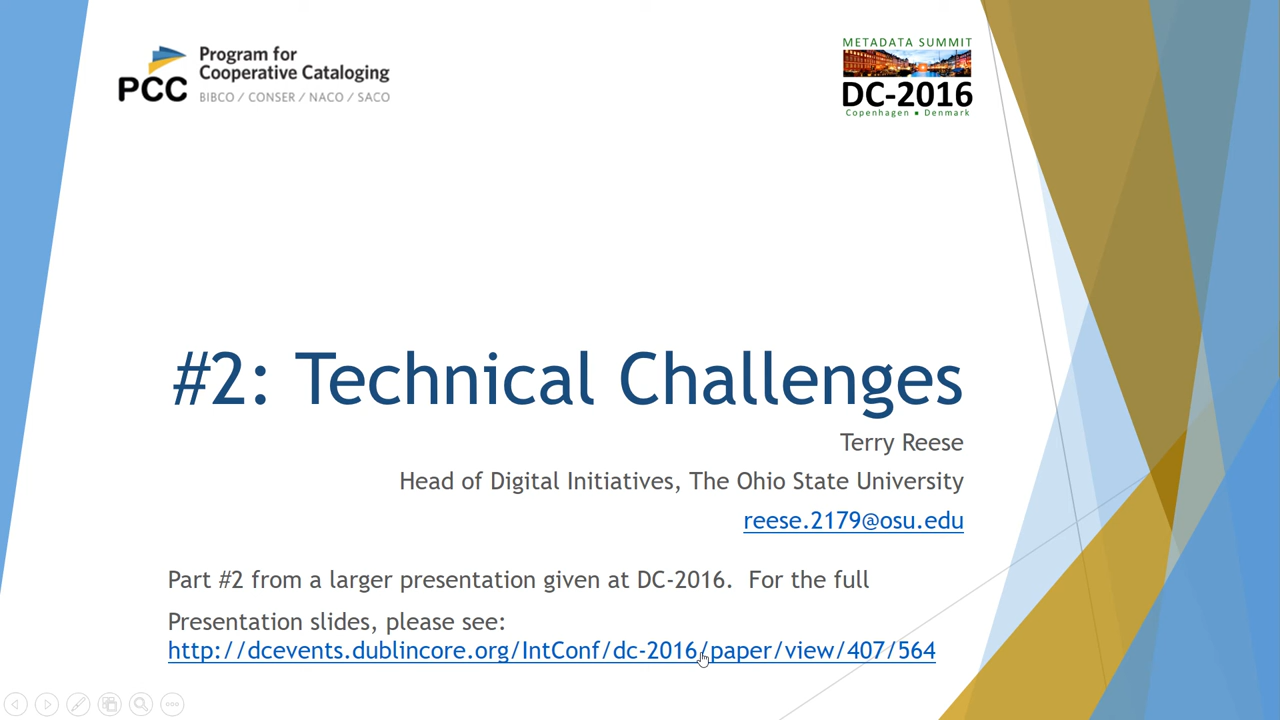 Program for
Cooperative Cataloging
PCC
BIBCO / CONSER / NACO / SACO
METADATA SUMMIT
DC-2016
Copenhagen ▪ Denmark
#2: Technical Challenges
Terry Reese
Head of Digital Initiatives, The Ohio State University
reese.2179@osu.edu
Part #2 from a larger presentation given at DC-2016.  For the full
Presentation slides, please see:
http://dcevents.dublincore.org/IntConf/dc-2016/paper/view/407/564